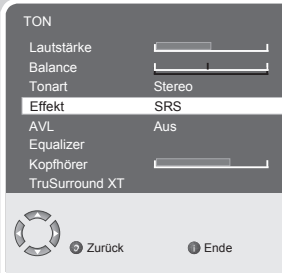 TON
Lautstärke
Balance
Tonart Stereo
Effekt SRS
AVL Aus
Equalizer
Kopfhörer
TruSurround XT
Zurück Ende